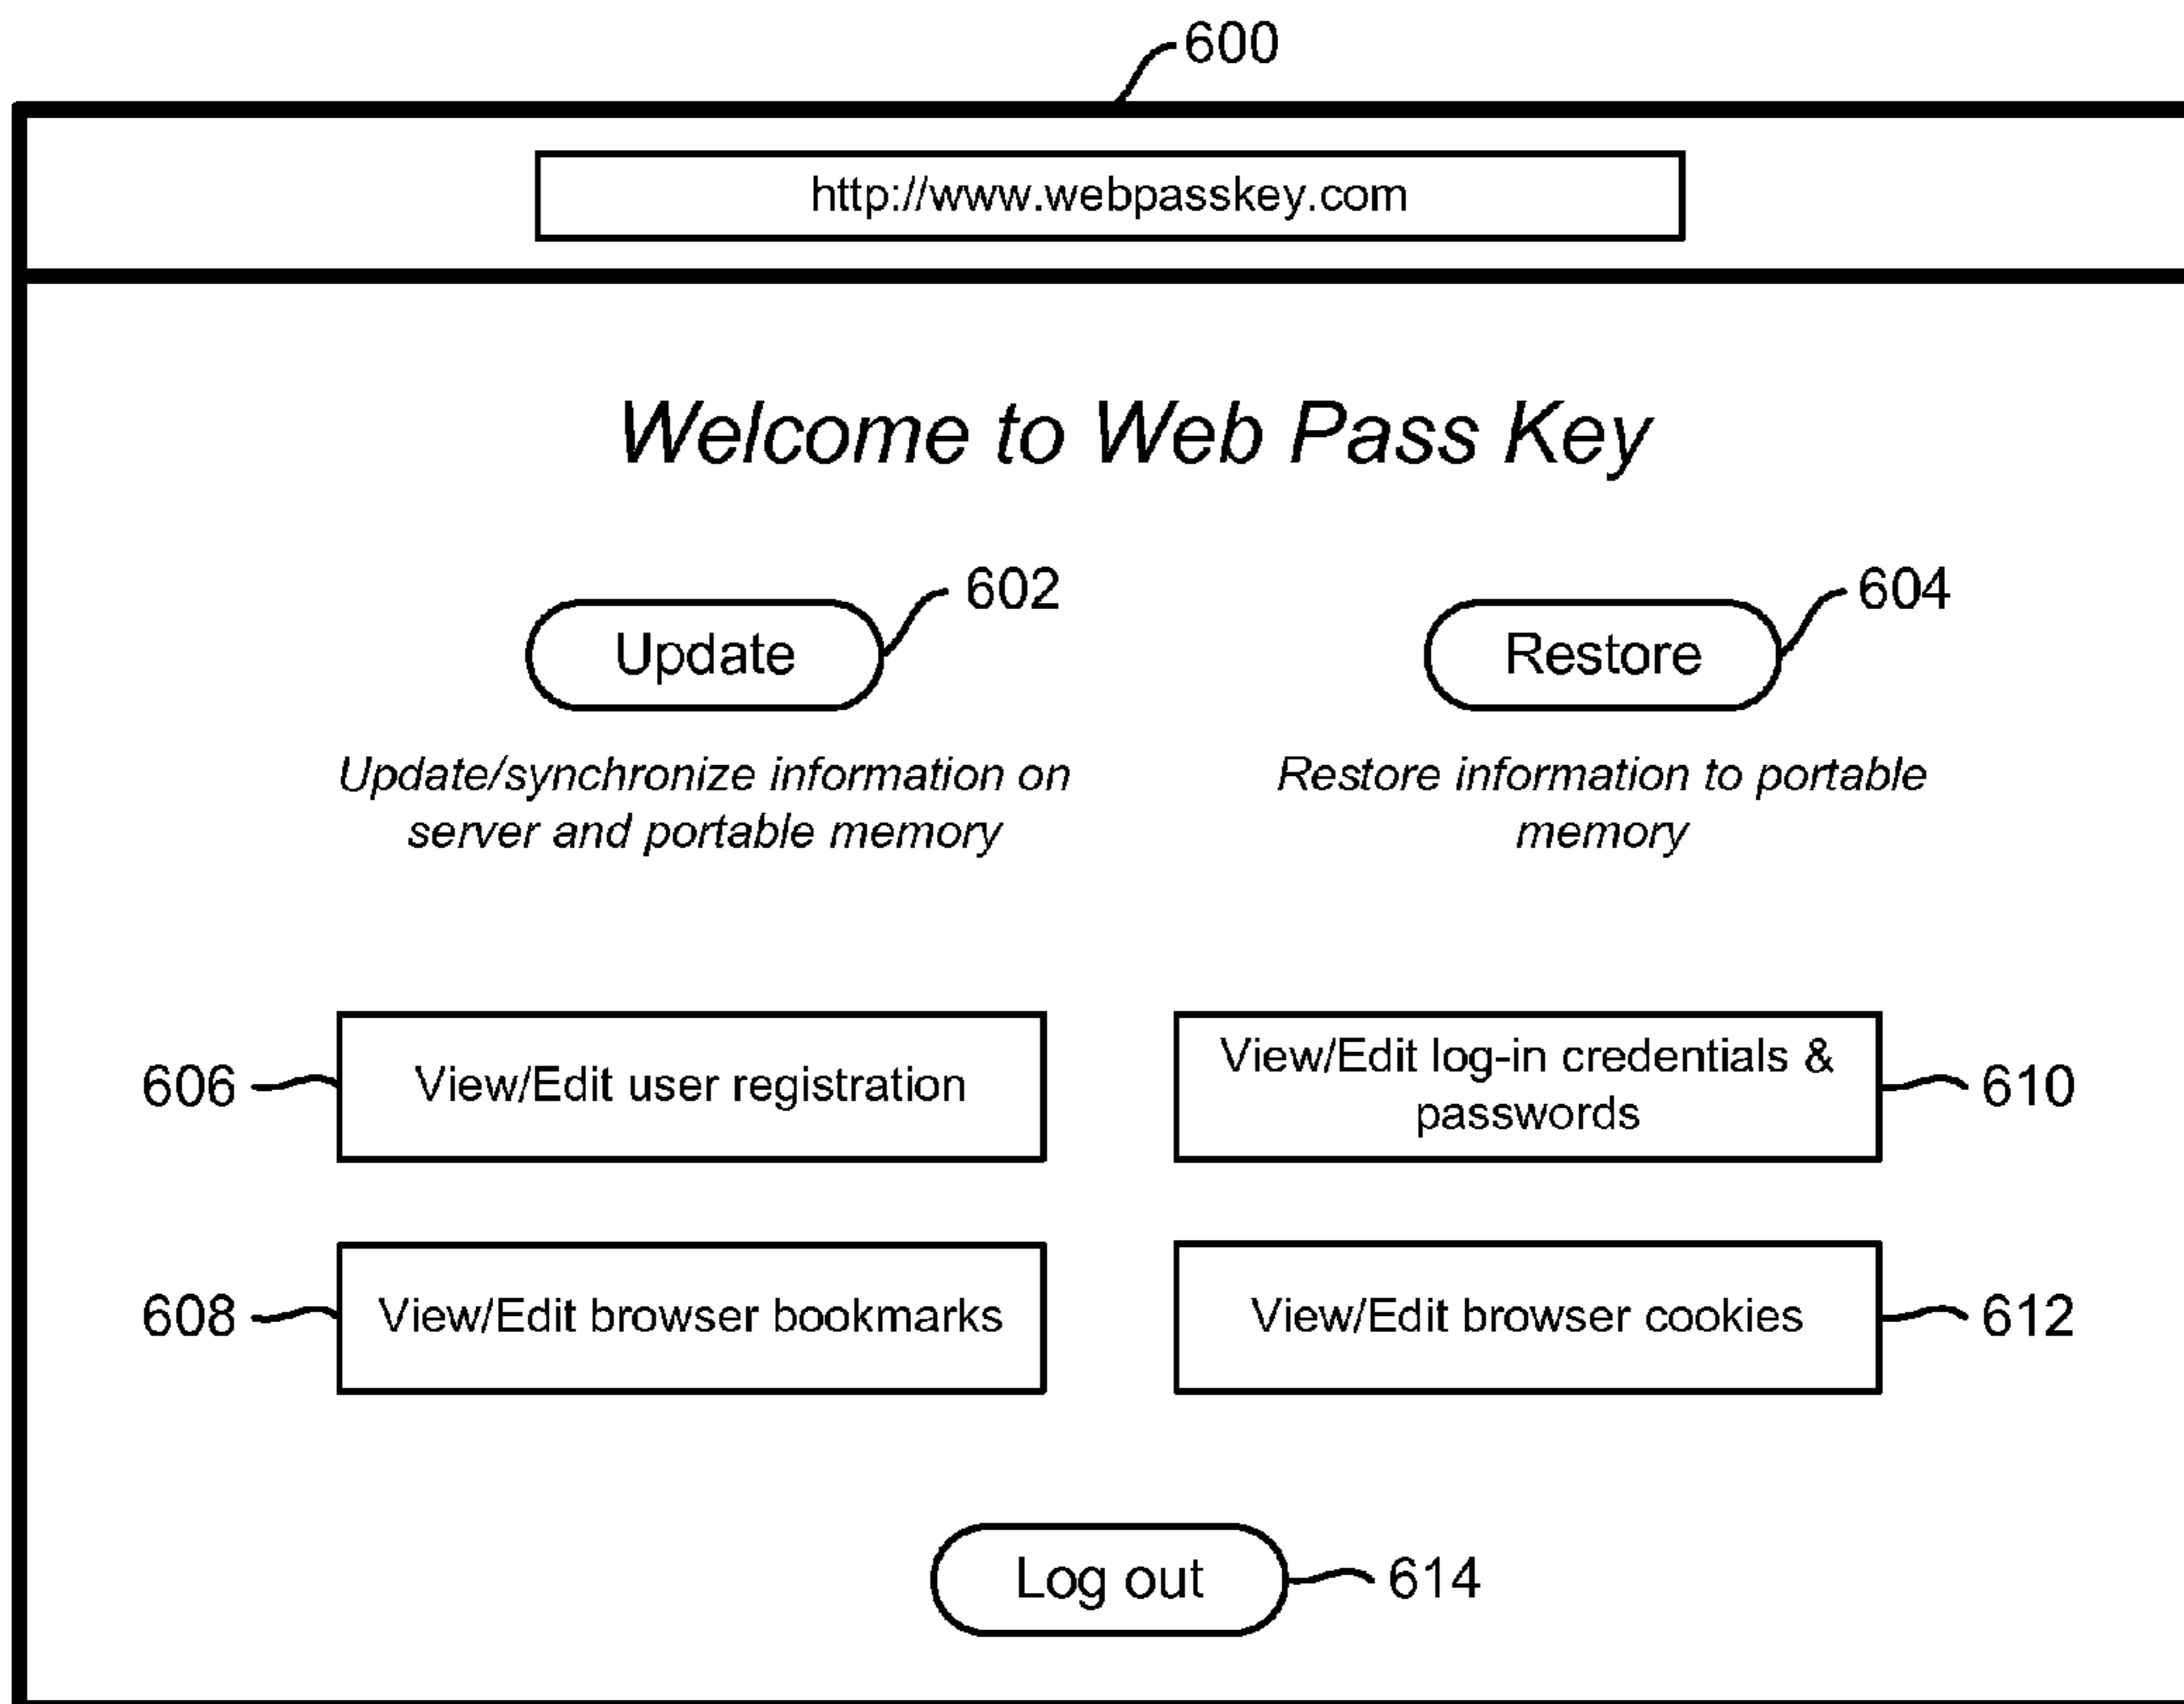 600
http://www.webpasskey.com
Welcome to Web Pass Key
602
604
Update
Restore
Update/synchronize information on
server and portable memory
Restore information to portable
memory
606
View/Edit user registration
View/Edit log-in credentials &
passwords
610
608
View/Edit browser bookmarks
View/Edit browser cookies
612
Log out
614